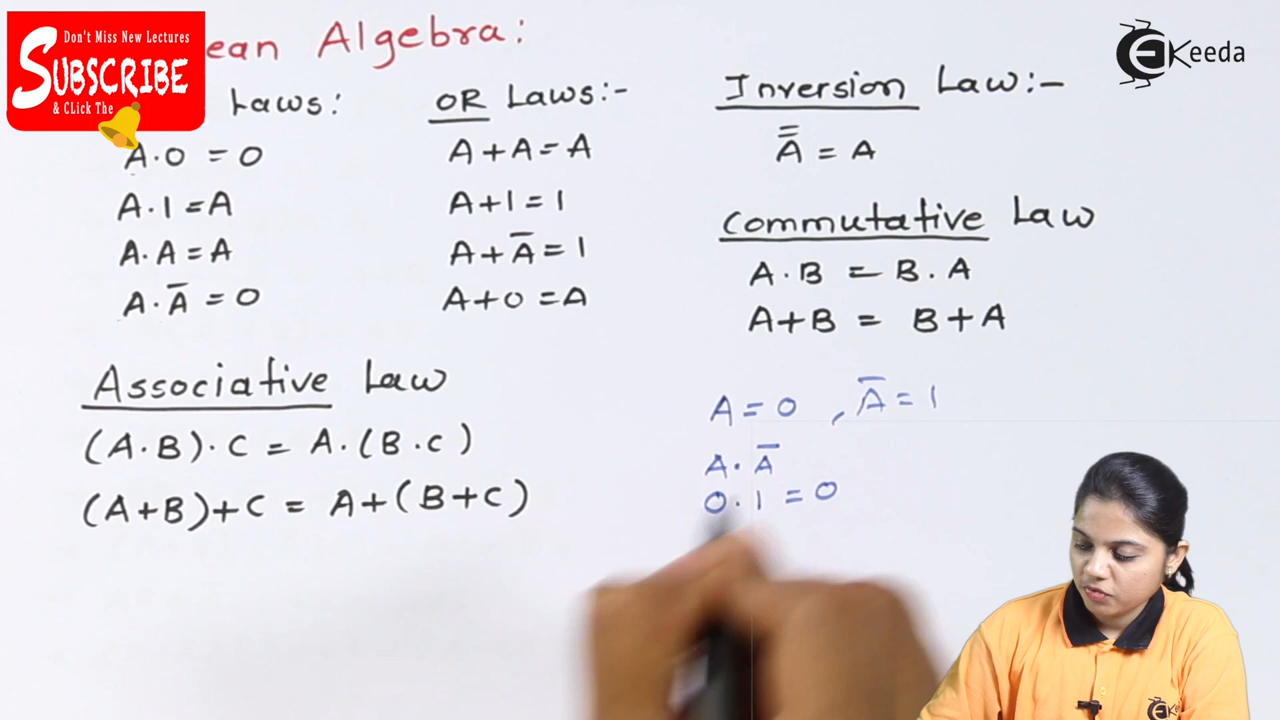 Don't Miss New Lectures
SUBSCRIBE
& CLick The
ean Algebra:
EKeeda
Laws:
A·0 = 0
A·1 = A
A·A = A
A·A̅ = 0
OR Laws:-
A+A = A
A+1 = 1
A+A̅ = 1
A+0 = A
Inversion Law:-
A̿ = A
Commutative Law
A·B = B·A
A+B = B+A
Associative Law
(A·B)·C = A·(B·C)
(A+B)+C = A+(B+C)
A = 0 , A̅ = 1
A·A̅
0·1 = 0